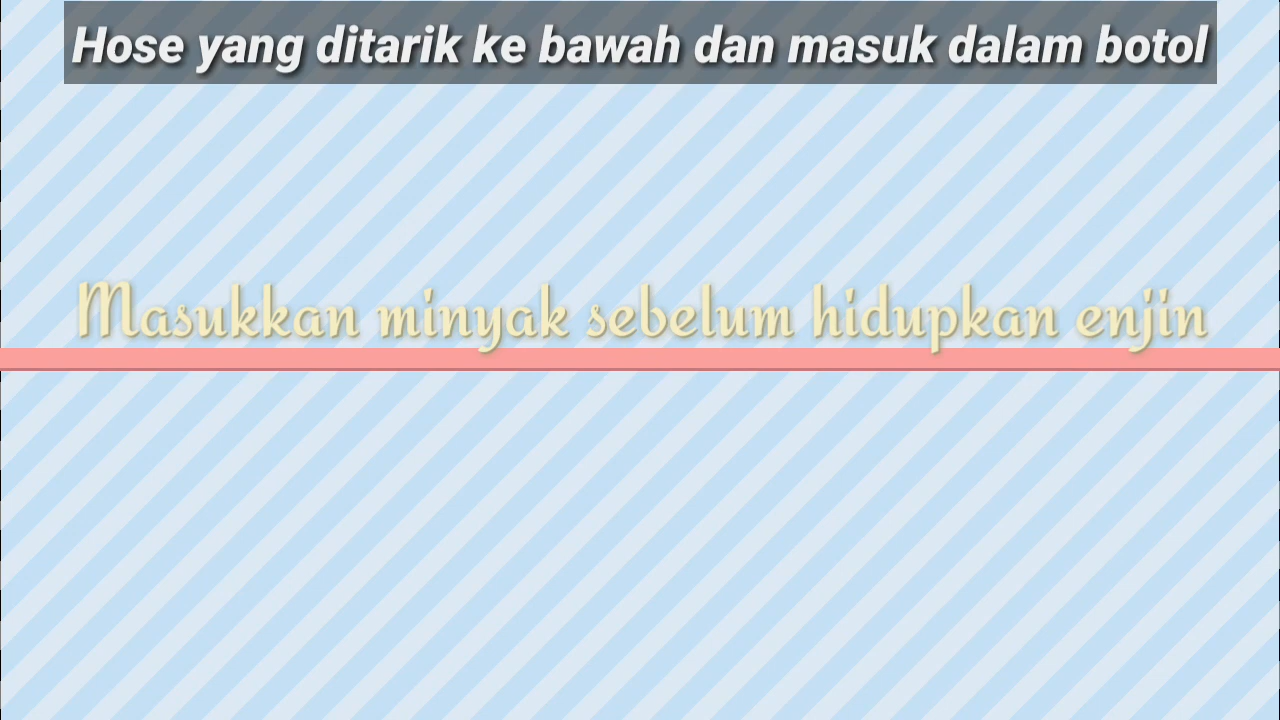 Hose yang ditarik ke bawah dan masuk dalam botol
Masukkan minyak sebelum hidupkan enjin